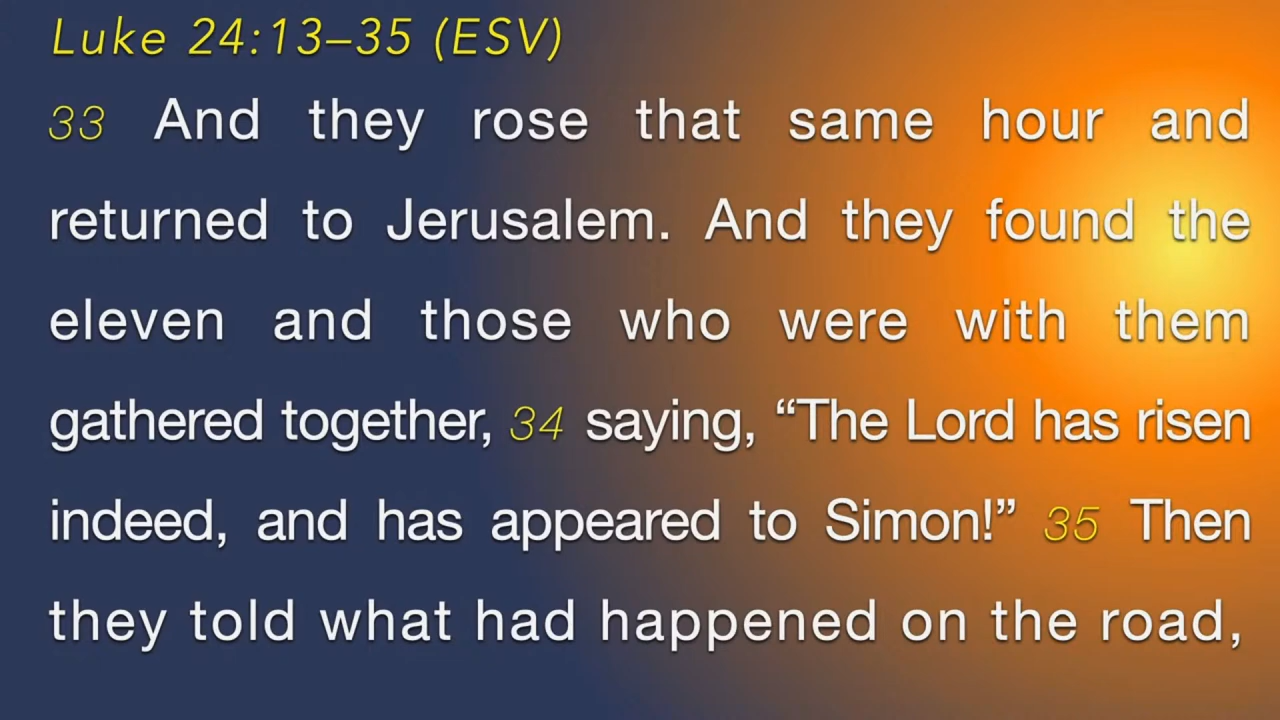 Luke 24:13–35 (ESV)
33 And they rose that same hour and
returned to Jerusalem. And they found the
eleven and those who were with them
gathered together, 34 saying, “The Lord has risen
indeed, and has appeared to Simon!” 35 Then
they told what had happened on the road,